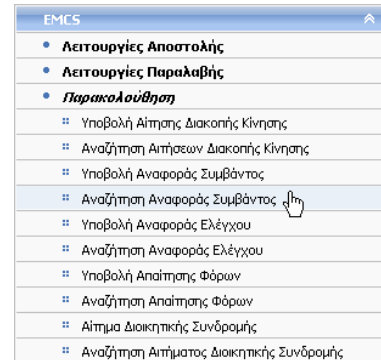 EMCS
Λειτουργίες Αποστολής
Λειτουργίες Παραλαβής
Παρακολούθηση
Υποβολή Αίτησης Διακοπής Κίνησης
Αναζήτηση Αιτήσεων Διακοπής Κίνησης
Υποβολή Αναφοράς Συμβάντος
Αναζήτηση Αναφοράς Συμβάντος
Υποβολή Αναφοράς Ελέγχου
Αναζήτηση Αναφοράς Ελέγχου
Υποβολή Απαίτησης Φόρων
Αναζήτηση Απαίτησης Φόρων
Αίτημα Διοικητικής Συνδρομής
Αναζήτηση Αιτήματος Διοικητικής Συνδρομής